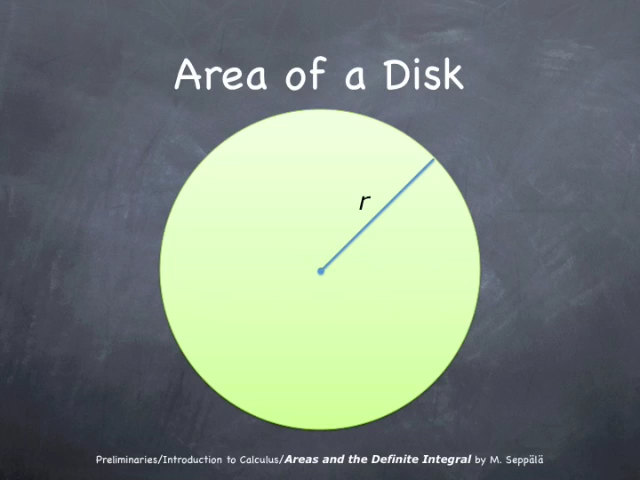 Area of a Disk
r
Preliminaries/Introduction to Calculus/Areas and the Definite Integral by M. Seppälä